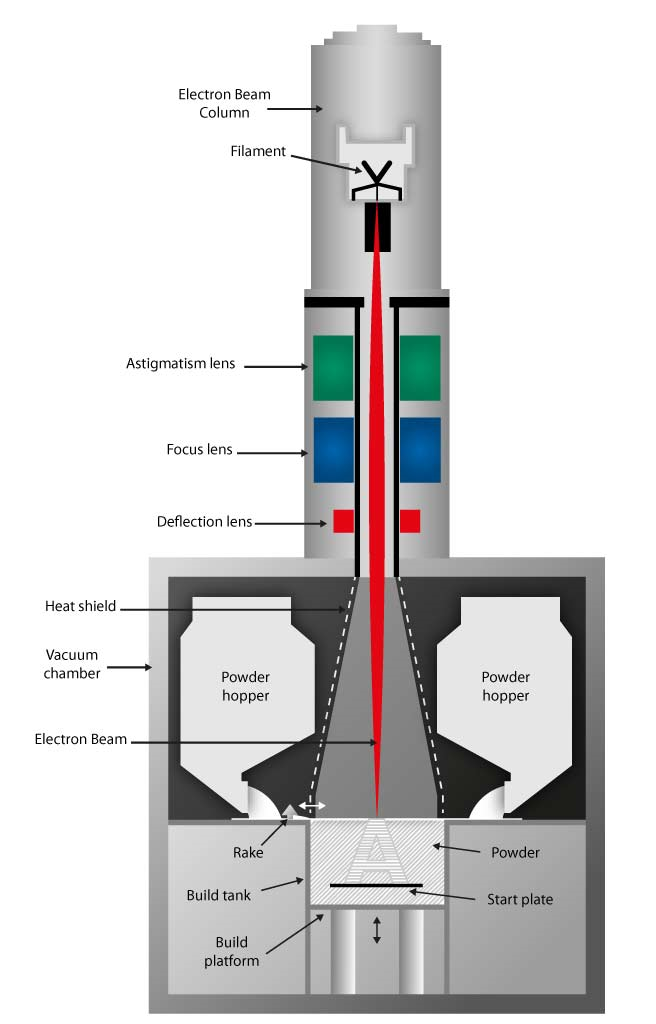 Electron Beam
Column
Filament
Astigmatism lens
Focus lens
Deflection lens
Heat shield
Vacuum
chamber
Powder
hopper
Powder
hopper
Electron Beam
Rake
Powder
Build tank
Start plate
Build
platform